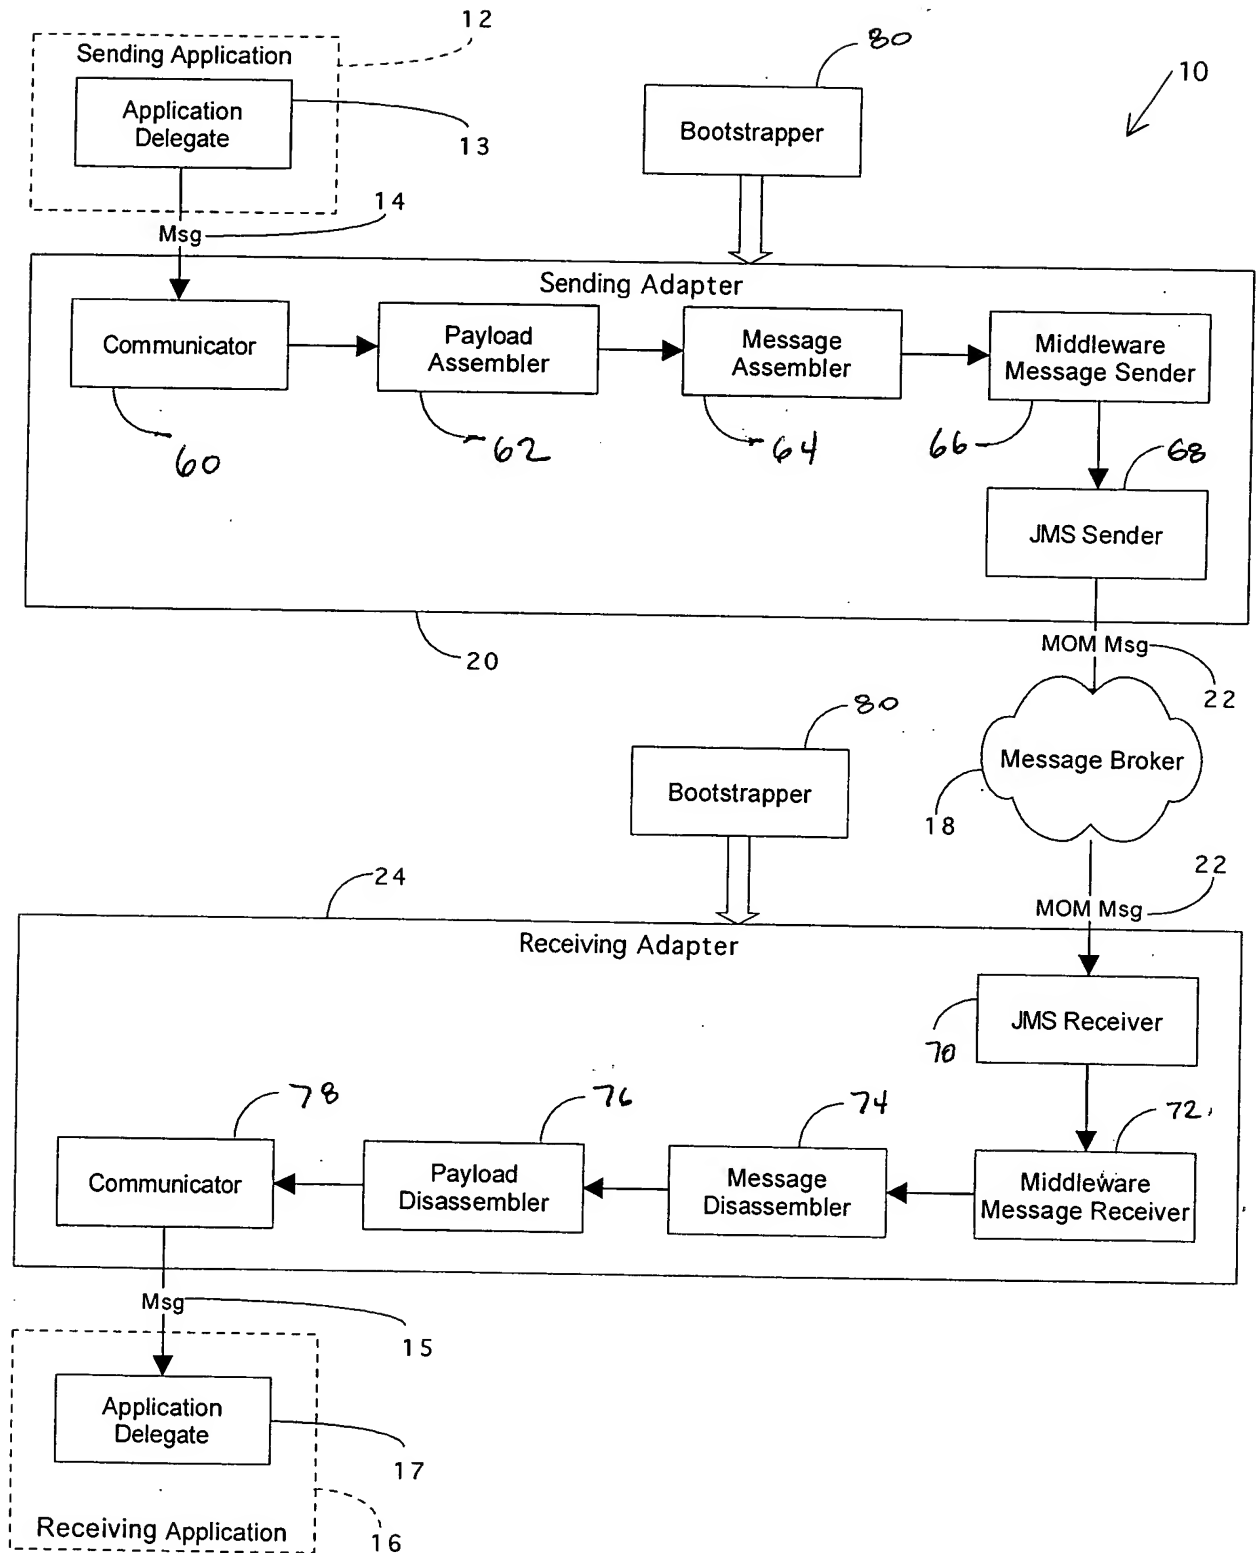 12
80
Sending Application
10
Application
Delegate
Bootstrapper
13
14
Msg
Sending Adapter
Communicator
Payload
Assembler
Message
Assembler
Middleware
Message Sender
60
62
64
66
68
JMS Sender
20
MOM Msg
22
80
Message Broker
Bootstrapper
18
24
22
MOM Msg
Receiving Adapter
JMS Receiver
70
78
76
74
72
Communicator
Payload
Disassembler
Message
Disassembler
Middleware
Message Receiver
Msg
15
Application
Delegate
17
Receiving Application
16